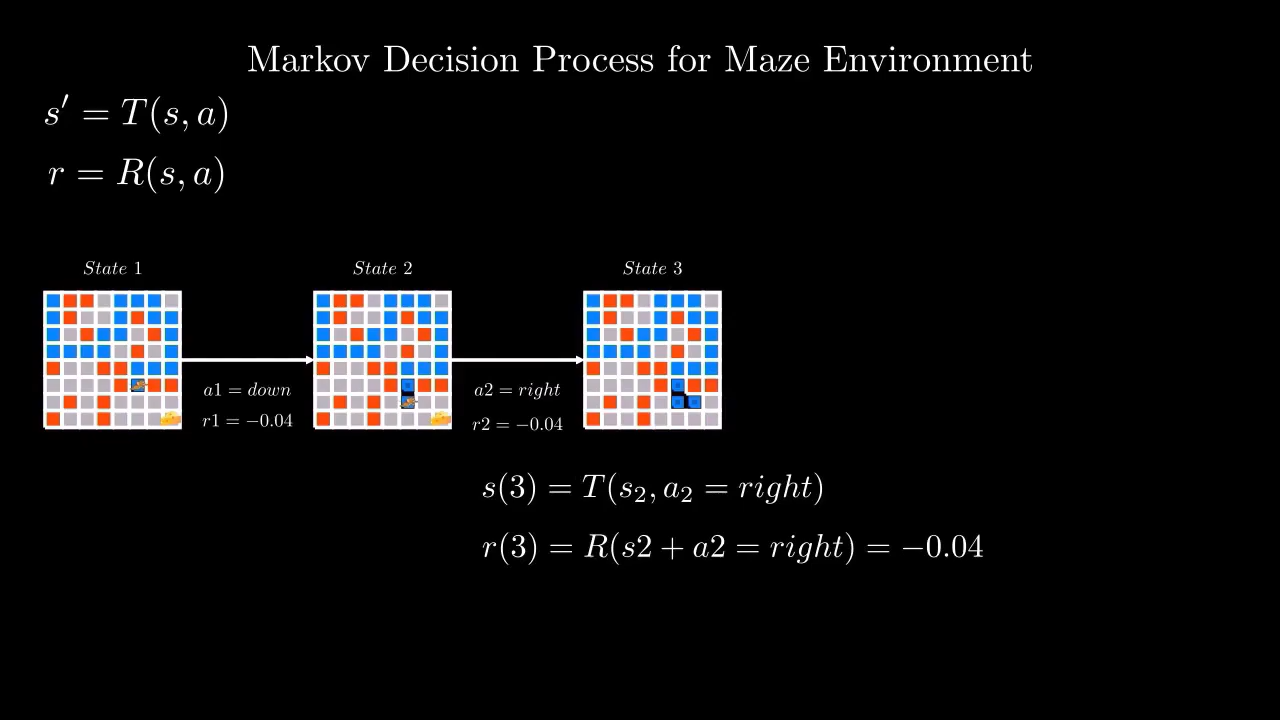 Markov Decision Process for Maze Environment
s′ = T(s, a)
r = R(s, a)
State 1
State 2
State 3
a1 = down
r1 = −0.04
a2 = right
r2 = −0.04
s(3) = T(s₂, a₂ = right)
r(3) = R(s2 + a2 = right) = −0.04